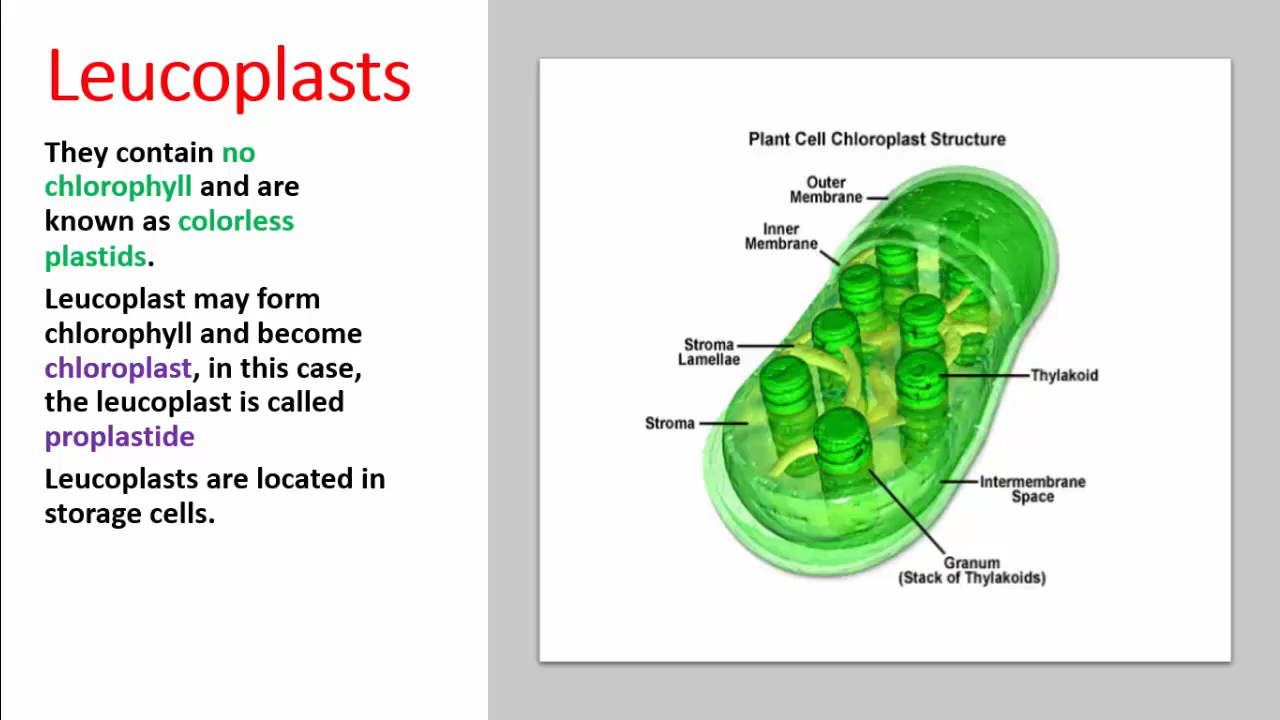 Leucoplasts
They contain no
chlorophyll and are
known as colorless
plastids.
Leucoplast may form
chlorophyll and become
chloroplast, in this case,
the leucoplast is called
proplastide
Leucoplasts are located in
storage cells.
Plant Cell Chloroplast Structure
Outer
Membrane
Inner
Membrane
Stroma
Lamellae
Thylakoid
Stroma
Intermembrane
Space
Granum
(Stack of Thylakoids)